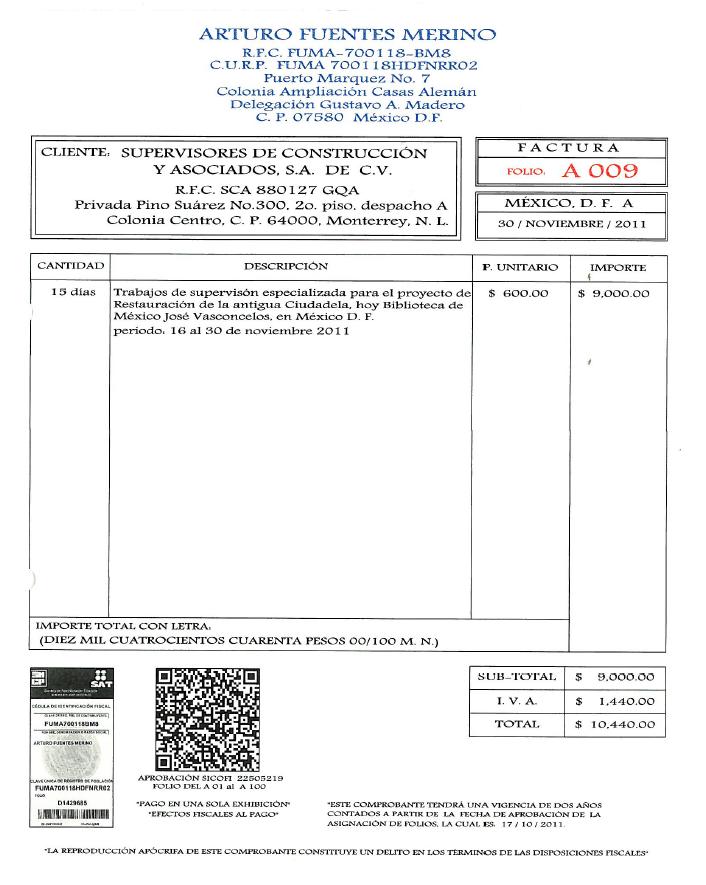 ARTURO FUENTES MERINO
R.F.C. FUMA-700118-BM8
C.U.R.P. FUMA 700118HDFNRR02
Puerto Marquez No. 7
Colonia Ampliación Casas Alemán
Delegación Gustavo A. Madero
C. P. 07580 México D.F.
CLIENTE: SUPERVISORES DE CONSTRUCCIÓN
Y ASOCIADOS, S.A. DE C.V.
R.F.C. SCA 880127 GQA
Privada Pino Suárez No.300, 2o. piso, despacho A
Colonia Centro, C. P. 64000, Monterrey, N. L.
FACTURA
FOLIO: A 009
MÉXICO, D. F. A
30 / NOVIEMBRE / 2011
CANTIDAD DESCRIPCIÓN P. UNITARIO IMPORTE
15 días Trabajos de supervisón especializada para el proyecto de $ 600.00 $ 9,000.00
Restauración de la antigua Ciudadela, hoy Biblioteca de
México José Vasconcelos, en México D. F.
periodo: 16 al 30 de noviembre 2011
IMPORTE TOTAL CON LETRA:
(DIEZ MIL CUATROCIENTOS CUARENTA PESOS 00/100 M. N.)
SUB-TOTAL $ 9,000.00
I. V. A. $ 1,440.00
TOTAL $ 10,440.00
SAT
CÉDULA DE IDENTIFICACIÓN FISCAL
FUMA700118BM8
ARTURO FUENTES MERINO
CLAVE ÚNICA DE REGISTRO DE POBLACIÓN
FUMA700118HDFNRR02
FOLIO
D1429685
APROBACIÓN SICOFI 22505219
FOLIO DEL A 01 al A 100
"PAGO EN UNA SOLA EXHIBICIÓN"
"EFECTOS FISCALES AL PAGO"
"ESTE COMPROBANTE TENDRÁ UNA VIGENCIA DE DOS AÑOS
CONTADOS A PARTIR DE LA FECHA DE APROBACIÓN DE LA
ASIGNACIÓN DE FOLIOS, LA CUAL ES: 17 / 10 / 2011.
"LA REPRODUCCIÓN APÓCRIFA DE ESTE COMPROBANTE CONSTITUYE UN DELITO EN LOS TÉRMINOS DE LAS DISPOSICIONES FISCALES"